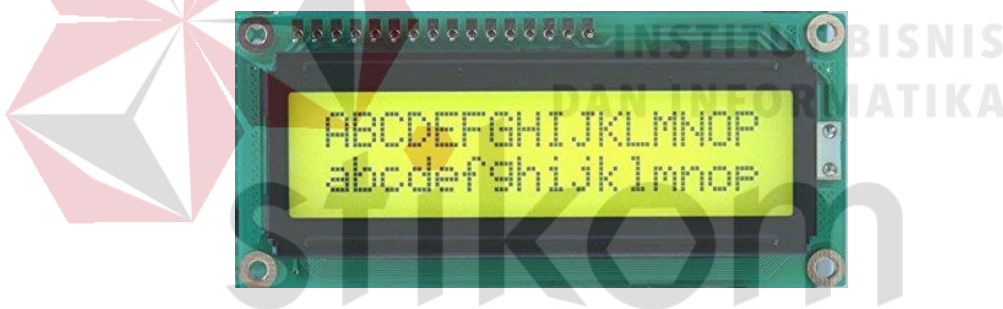 INSTITUT BISNIS
DAN INFORMATIKA
ABCDEFGHIJKLMNOP
abcdefghijklmnop
stikom